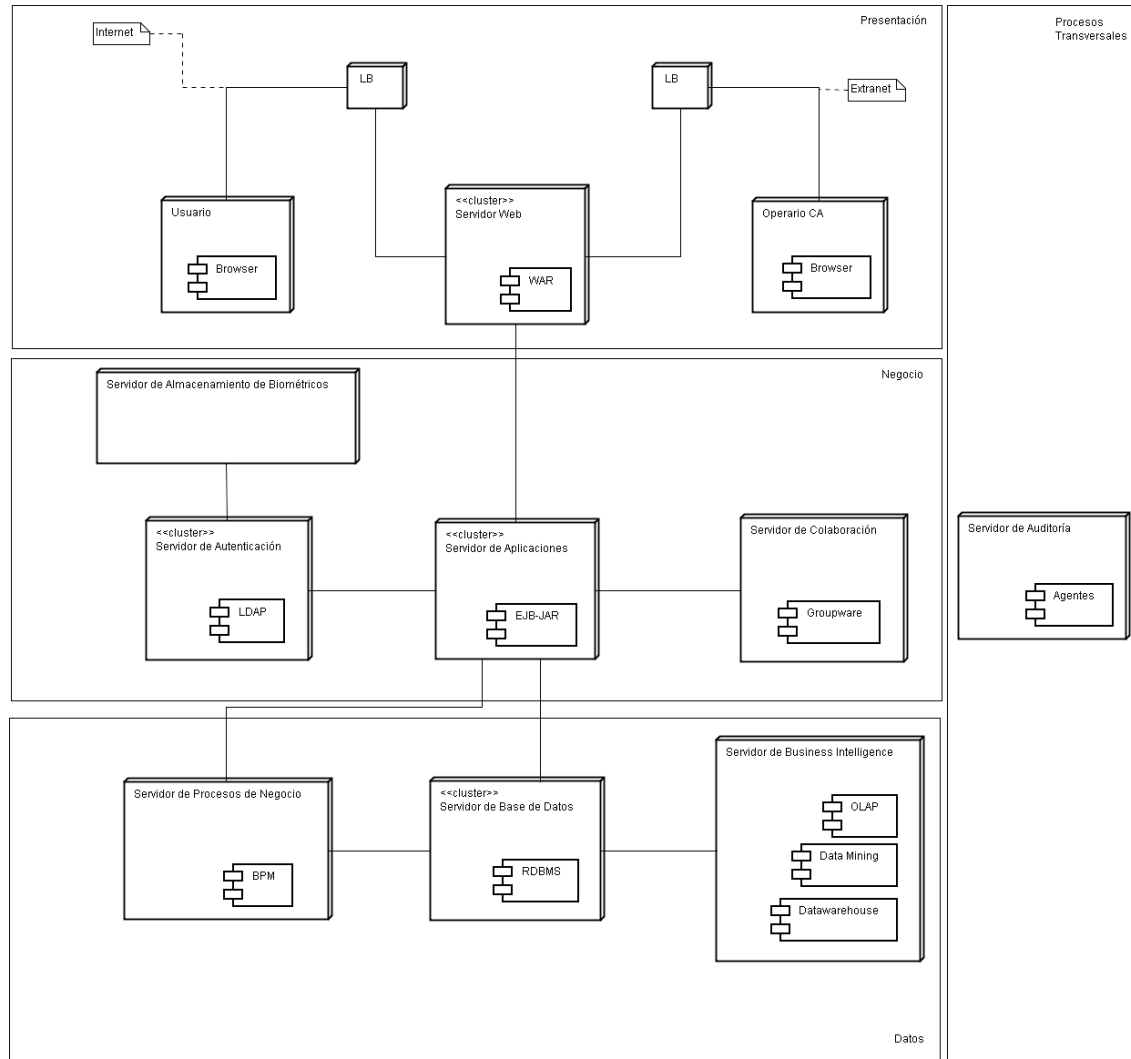 Presentación
Procesos
Transversales
Internet
LB
LB
Extranet
Usuario
Browser
<<cluster>>
Servidor Web
WAR
Operario CA
Browser
Negocio
Servidor de Almacenamiento de Biométricos
<<cluster>>
Servidor de Autenticación
LDAP
<<cluster>>
Servidor de Aplicaciones
EJB-JAR
Servidor de Colaboración
Groupware
Servidor de Auditoría
Agentes
Servidor de Procesos de Negocio
BPM
<<cluster>>
Servidor de Base de Datos
RDBMS
Servidor de Business Intelligence
OLAP
Data Mining
Datawarehouse
Datos